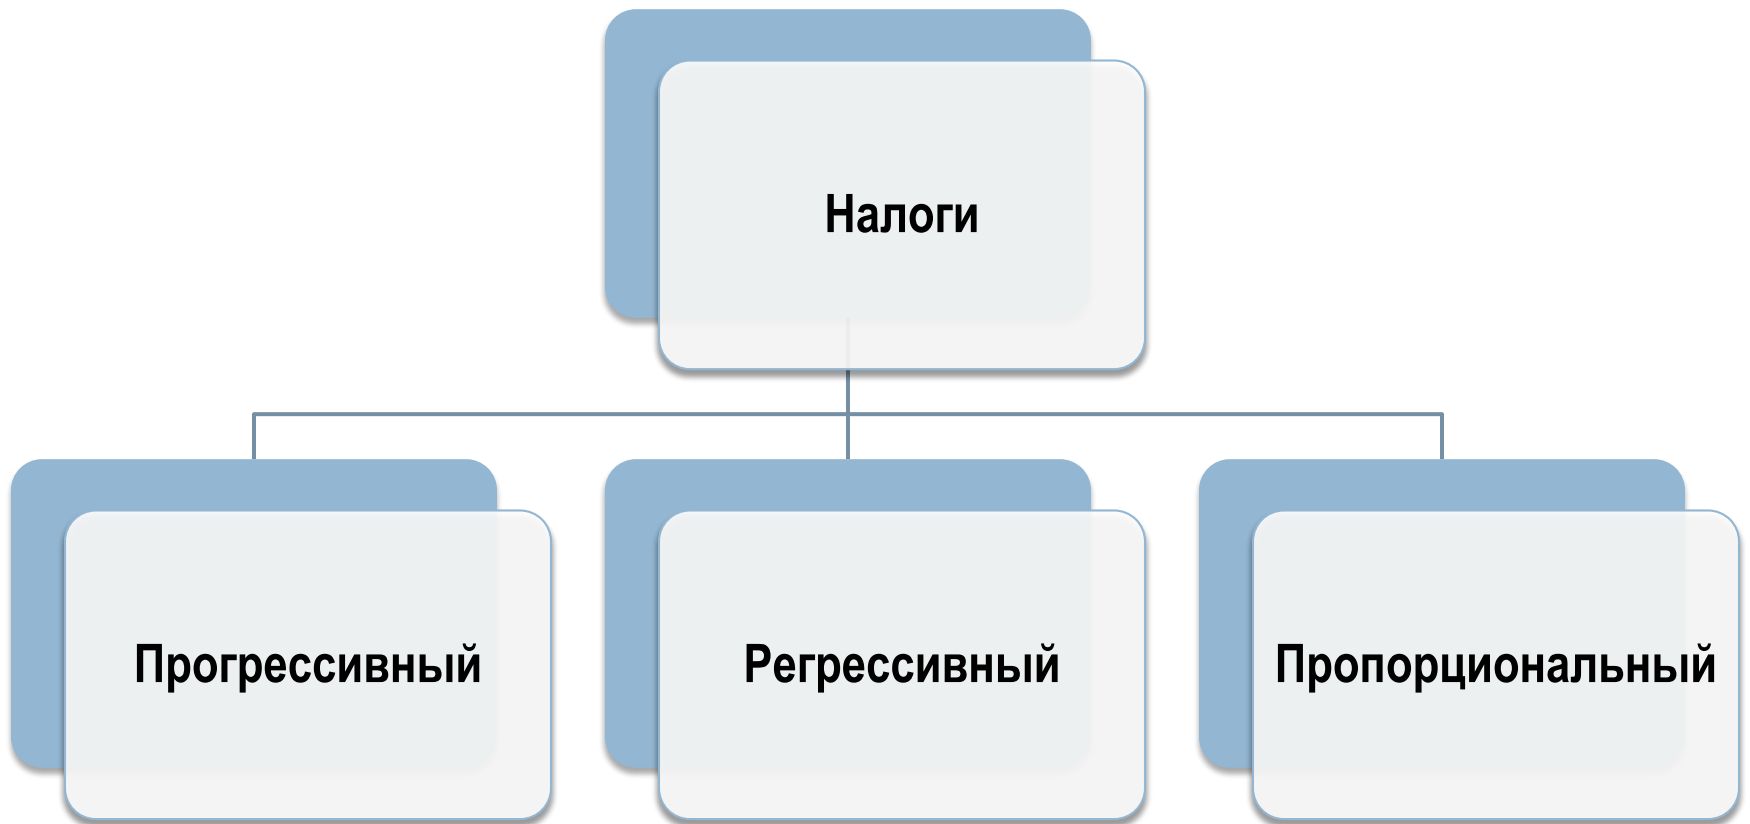 Налоги
Прогрессивный
Регрессивный
Пропорциональный